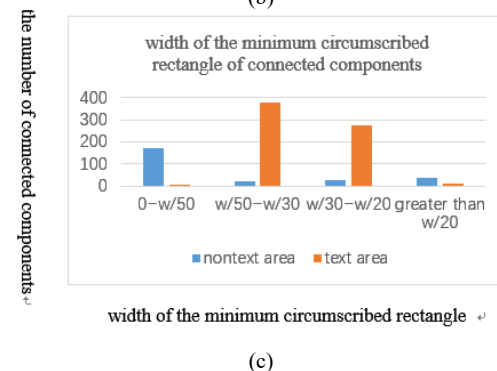 (b)
the number of connected components
width of the minimum circumscribed
rectangle of connected components
400
300
200
100
0
0-w/50 w/50-w/30 w/30-w/20 greater than
w/20
nontext area text area
width of the minimum circumscribed rectangle
(c)